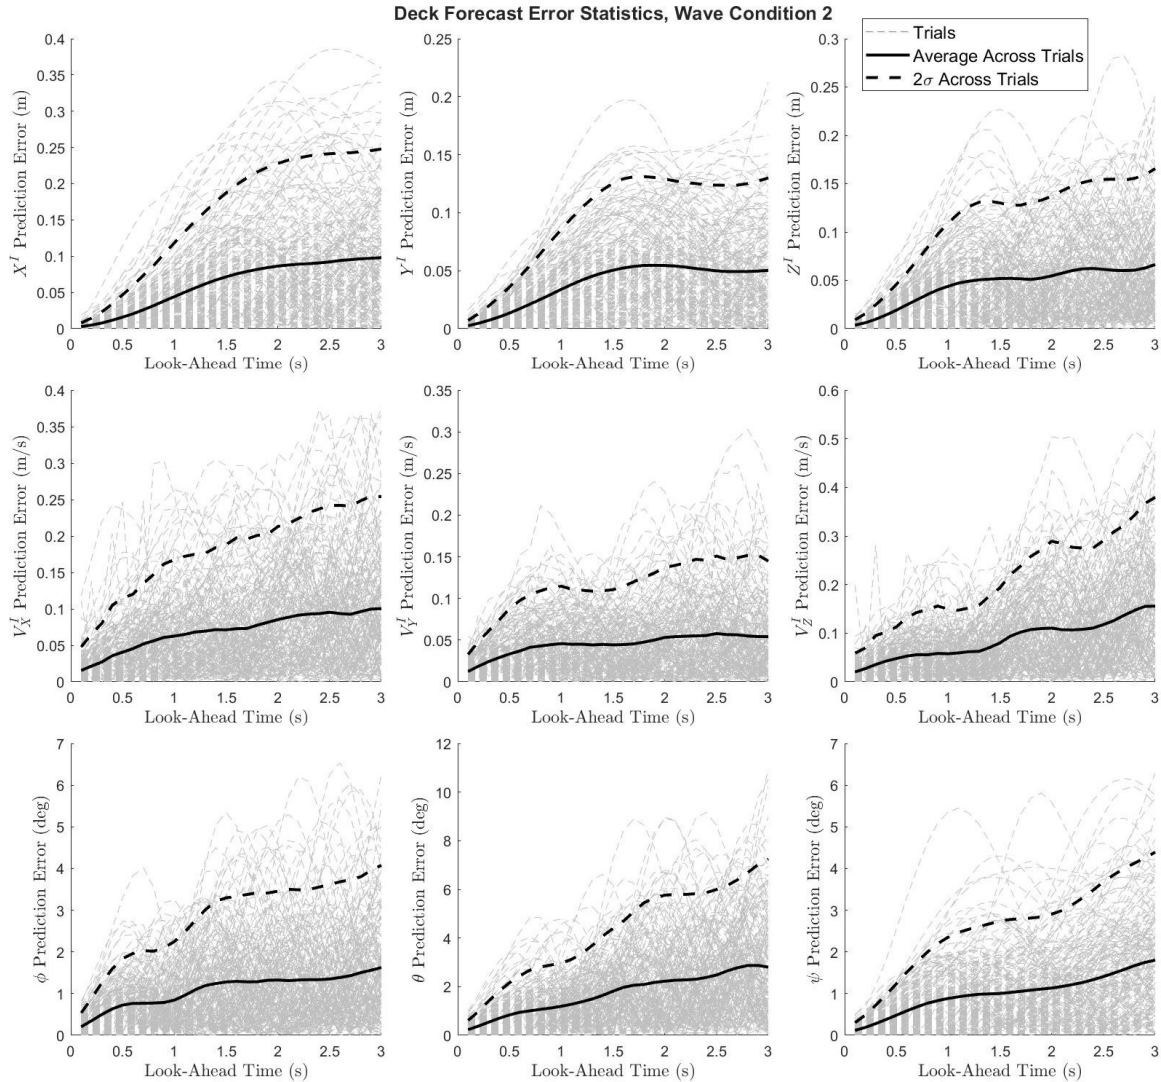 Deck Forecast Error Statistics, Wave Condition 2
Trials
Average Across Trials
2σ Across Trials
X^I Prediction Error (m)
0.4
0.35
0.3
0.25
0.2
0.15
0.1
0.05
0
0 0.5 1 1.5 2 2.5 3
Look-Ahead Time (s)
Y^I Prediction Error (m)
0.25
0.2
0.15
0.1
0.05
0
0 0.5 1 1.5 2 2.5 3
Look-Ahead Time (s)
Z^I Prediction Error (m)
0.3
0.25
0.2
0.15
0.1
0.05
0
0 0.5 1 1.5 2 2.5 3
Look-Ahead Time (s)
V_X^I Prediction Error (m/s)
0.4
0.35
0.3
0.25
0.2
0.15
0.1
0.05
0
0 0.5 1 1.5 2 2.5 3
Look-Ahead Time (s)
V_Y^I Prediction Error (m/s)
0.35
0.3
0.25
0.2
0.15
0.1
0.05
0
0 0.5 1 1.5 2 2.5 3
Look-Ahead Time (s)
V_Z^I Prediction Error (m/s)
0.6
0.5
0.4
0.3
0.2
0.1
0
0 0.5 1 1.5 2 2.5 3
Look-Ahead Time (s)
ϕ Prediction Error (deg)
7
6
5
4
3
2
1
0
0 0.5 1 1.5 2 2.5 3
Look-Ahead Time (s)
θ Prediction Error (deg)
12
10
8
6
4
2
0
0 0.5 1 1.5 2 2.5 3
Look-Ahead Time (s)
ψ Prediction Error (deg)
7
6
5
4
3
2
1
0
0 0.5 1 1.5 2 2.5 3
Look-Ahead Time (s)